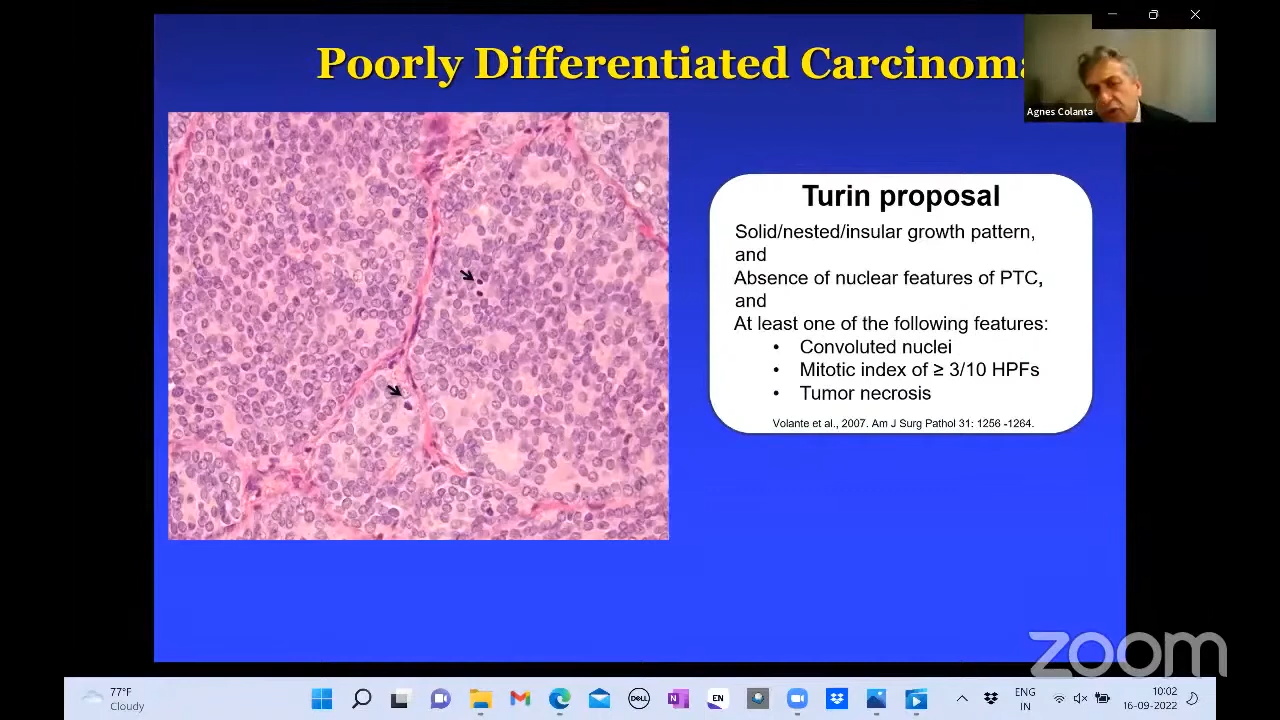 Poorly Differentiated Carcinoma
Agnes Colanta
Turin proposal
Solid/nested/insular growth pattern,
and
Absence of nuclear features of PTC,
and
At least one of the following features:
• Convoluted nuclei
• Mitotic index of ≥ 3/10 HPFs
• Tumor necrosis
Volante et al., 2007. Am J Surg Pathol 31: 1256 -1264.
zoom
77°F
Cloudy
DELL
N
EN
ENG
IN
10:02
16-09-2022